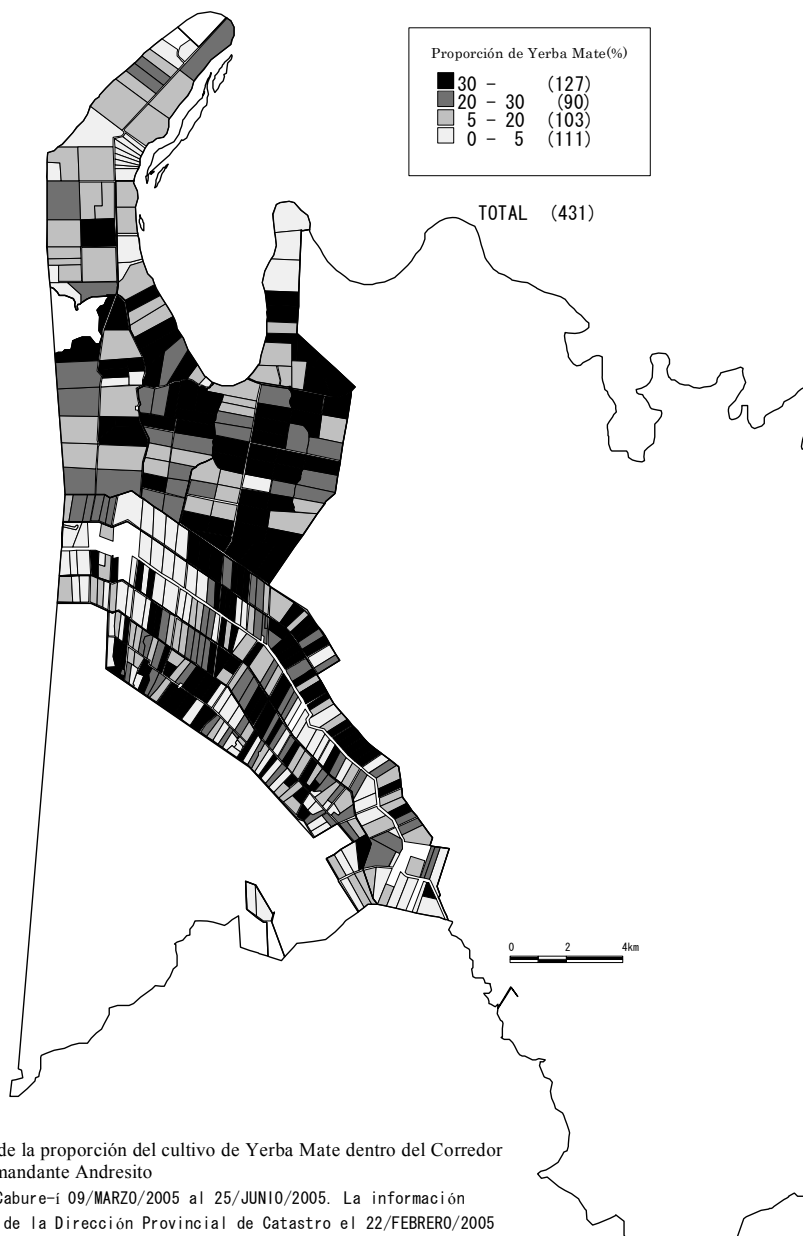 Proporción de Yerba Mate(%)
30 - (127)
20 - 30 (90)
5 - 20 (103)
0 - 5 (111)
TOTAL (431)
0 2 4km
de la proporción del cultivo de Yerba Mate dentro del Corredor
mandante Andresito
Cabure-í 09/MARZO/2005 al 25/JUNIO/2005. La información
de la Dirección Provincial de Catastro el 22/FEBRERO/2005